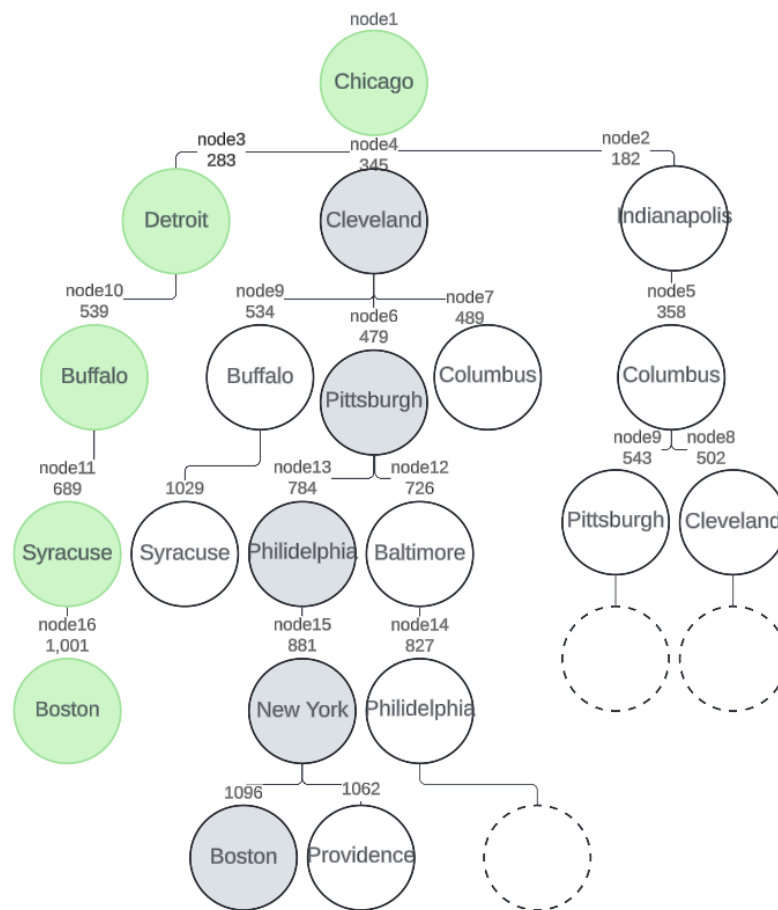 node1
Chicago
node3
283
node4
345
node2
182
Detroit
Cleveland
Indianapolis
node10
539
node9
534
node6
479
node7
489
node5
358
Buffalo
Buffalo
Pittsburgh
Columbus
Columbus
node11
689
1029
node13
784
node12
726
node9
543
node8
502
Syracuse
Syracuse
Philidelphia
Baltimore
Pittsburgh
Cleveland
node16
1,001
node15
881
node14
827
Boston
New York
Philidelphia
1096
1062
Boston
Providence